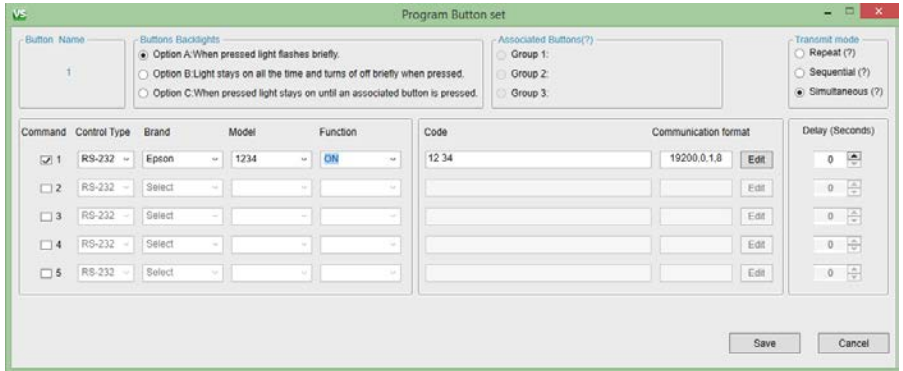 VS Program Button set
Button Name
1
Buttons Backlights
Option A:When pressed light flashes briefly.
Option B:Light stays on all the time and turns of off briefly when pressed.
Option C:When pressed light stays on until an associated button is pressed.
Associated Buttons(?)
Group 1:
Group 2:
Group 3:
Transmit mode
Repeat (?)
Sequential (?)
Simultaneous (?)
Command Control Type Brand Model Function Code Communication format Delay (Seconds)
1 RS-232 Epson 1234 ON 12 34 19200,0,1,8 Edit 0
2 RS-232 Select Edit 0
3 RS-232 Select Edit 0
4 RS-232 Select Edit 0
5 RS-232 Select Edit 0
Save Cancel